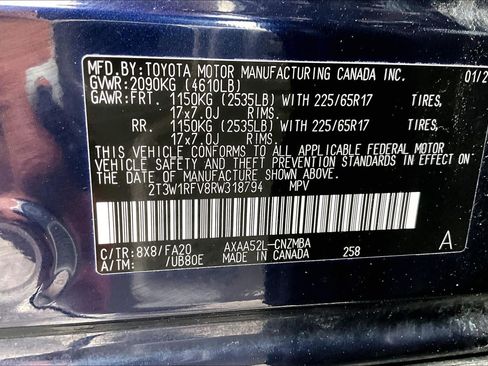 MFD.BY:TOYOTA MOTOR MANUFACTURING CANADA INC. 01/2
GVWR:2090KG (4610LB)
GAWR:FRT. 1150KG (2535LB) WITH 225/65R17 TIRES,
17x7.0J RIMS.
RR. 1150KG (2535LB) WITH 225/65R17 TIRES,
17x7.0J RIMS.
THIS VEHICLE CONFORMS TO ALL APPLICABLE FEDERAL MOTOR
VEHICLE SAFETY AND THEFT PREVENTION STANDARDS IN EFFECT ON
THE DATE OF MANUFACTURE SHOWN ABOVE.
2T3W1RFV8RW318794 MPV
C/TR:8X8/FA20 AXAA52L-CNZMBA
A/TM: /UB80E MADE IN CANADA 258 A